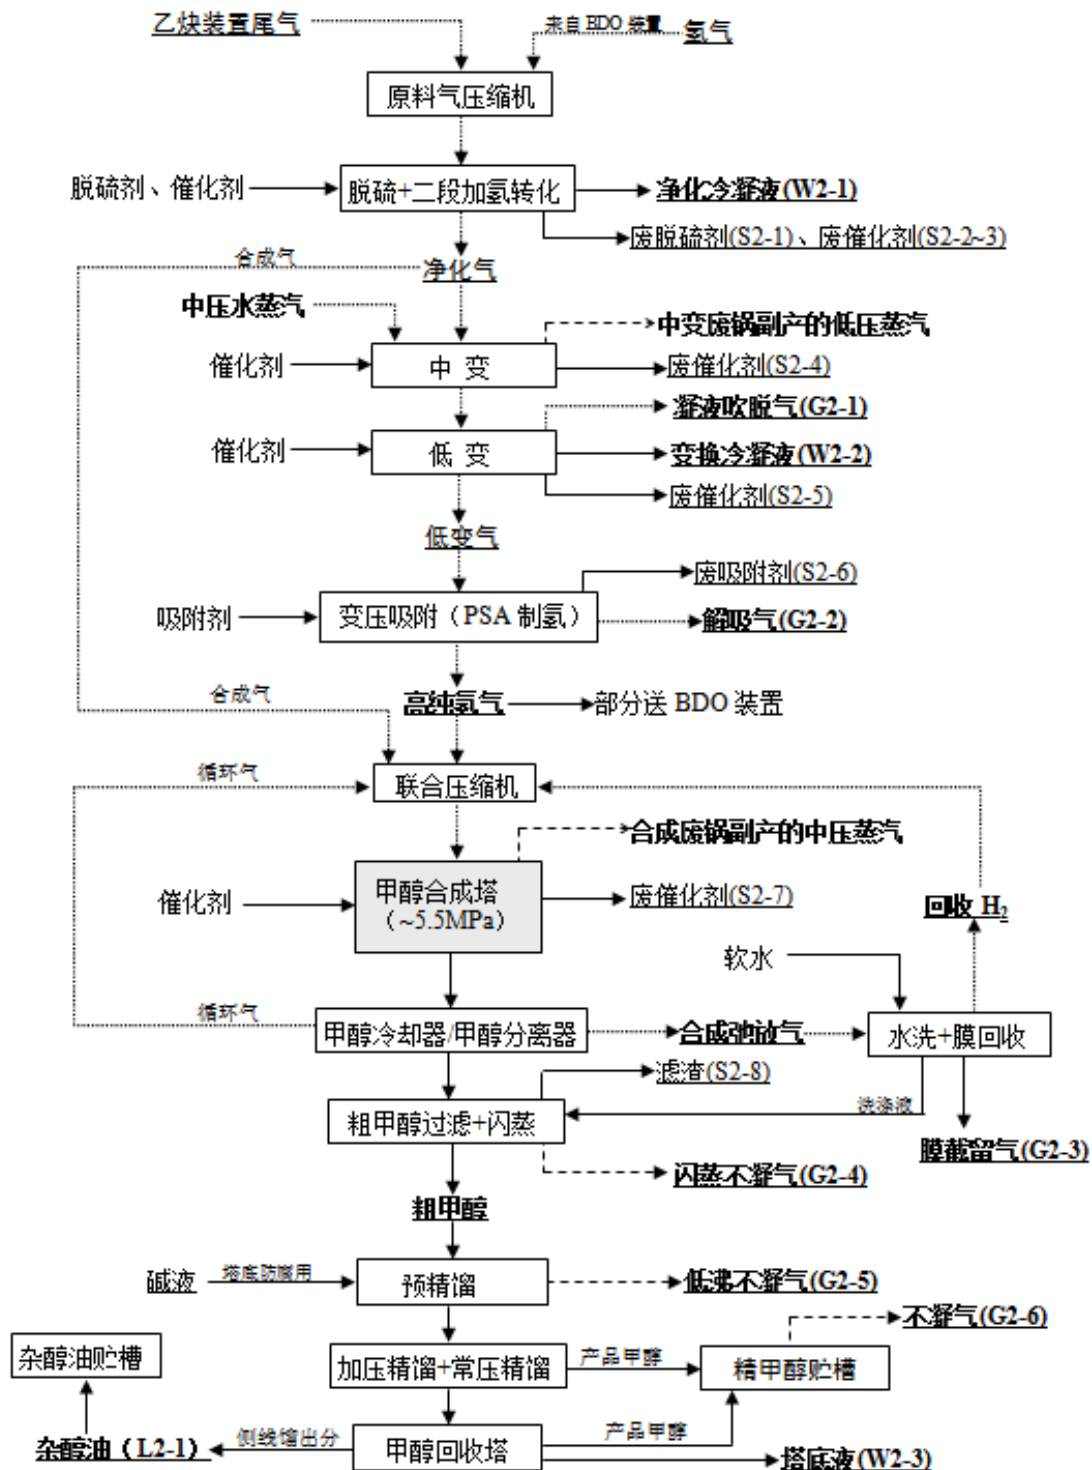 乙炔装置尾气
来自 BDO 装置
氢气
原料气压缩机
脱硫剂、催化剂
脱硫+二段加氢转化
净化冷凝液(W2-1)
废脱硫剂(S2-1)、废催化剂(S2-2~3)
合成气
净化气
中压水蒸汽
中变废锅副产的低压蒸汽
催化剂
中 变
废催化剂(S2-4)
凝液吹脱气(G2-1)
催化剂
低 变
变换冷凝液(W2-2)
废催化剂(S2-5)
低变气
废吸附剂(S2-6)
吸附剂
变压吸附（PSA 制氢）
解吸气(G2-2)
合成气
高纯氢气
部分送 BDO 装置
循环气
联合压缩机
合成废锅副产的中压蒸汽
催化剂
甲醇合成塔
（~5.5MPa）
废催化剂(S2-7)
回收 H₂
软水
循环气
甲醇冷却器/甲醇分离器
合成弛放气
水洗+膜回收
滤渣(S2-8)
粗甲醇过滤+闪蒸
洗涤液
膜截留气(G2-3)
闪蒸不凝气(G2-4)
粗甲醇
碱液
塔底防腐用
预精馏
低沸不凝气(G2-5)
不凝气(G2-6)
杂醇油贮槽
加压精馏+常压精馏
产品甲醇
精甲醇贮槽
杂醇油（L2-1)
侧线馏出分
甲醇回收塔
产品甲醇
塔底液(W2-3)